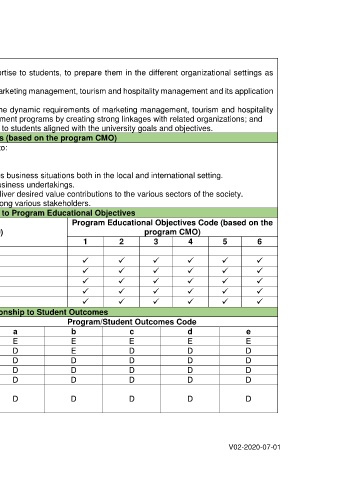 rtise to students, to prepare them in the different organizational settings as
arketing management, tourism and hospitality management and its application
he dynamic requirements of marketing management, tourism and hospitality
ment programs by creating strong linkages with related organizations; and
to students aligned with the university goals and objectives.
s (based on the program CMO)
to:
s business situations both in the local and international setting.
usiness undertakings.
liver desired value contributions to the various sectors of the society.
ong various stakeholders.
to Program Educational Objectives
Program Educational Objectives Code (based on the
) program CMO)
1 2 3 4 5 6
✓ ✓ ✓ ✓ ✓ ✓
✓ ✓ ✓ ✓ ✓ ✓
✓ ✓ ✓ ✓ ✓ ✓
✓ ✓ ✓ ✓ ✓ ✓
✓ ✓ ✓ ✓ ✓ ✓
onship to Student Outcomes
Program/Student Outcomes Code
a b c d e
E E E E E
D E D D D
D D D D D
D D D D D
D D D D D
D D D D D
V02-2020-07-01